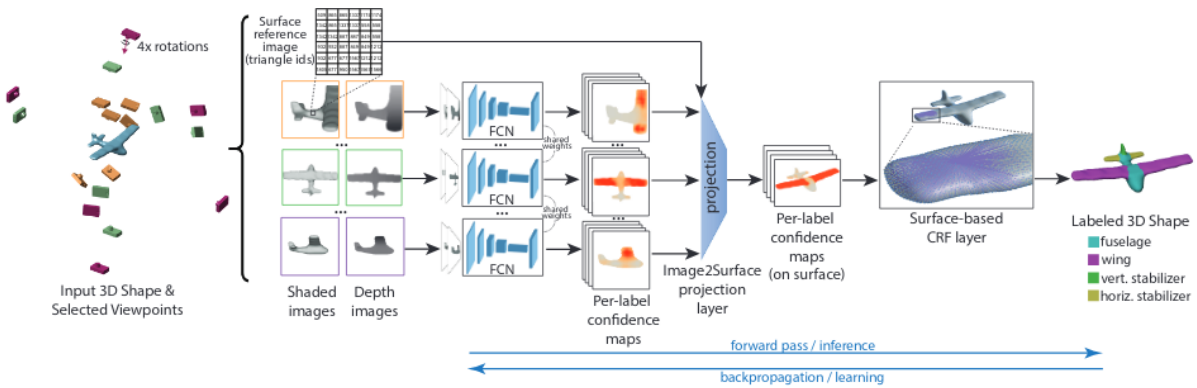 4x rotations
Input 3D Shape &
Selected Viewpoints
Surface
reference
image
(triangle ids)
Shaded
images
Depth
images
FCN
shared
weights
FCN
shared
weights
FCN
...
...
...
...
...
...
Per-label
confidence
maps
projection
Image2Surface
projection
layer
Per-label
confidence
maps
(on surface)
Surface-based
CRF layer
Labeled 3D Shape
fuselage
wing
vert. stabilizer
horiz. stabilizer
forward pass / inference
backpropagation / learning